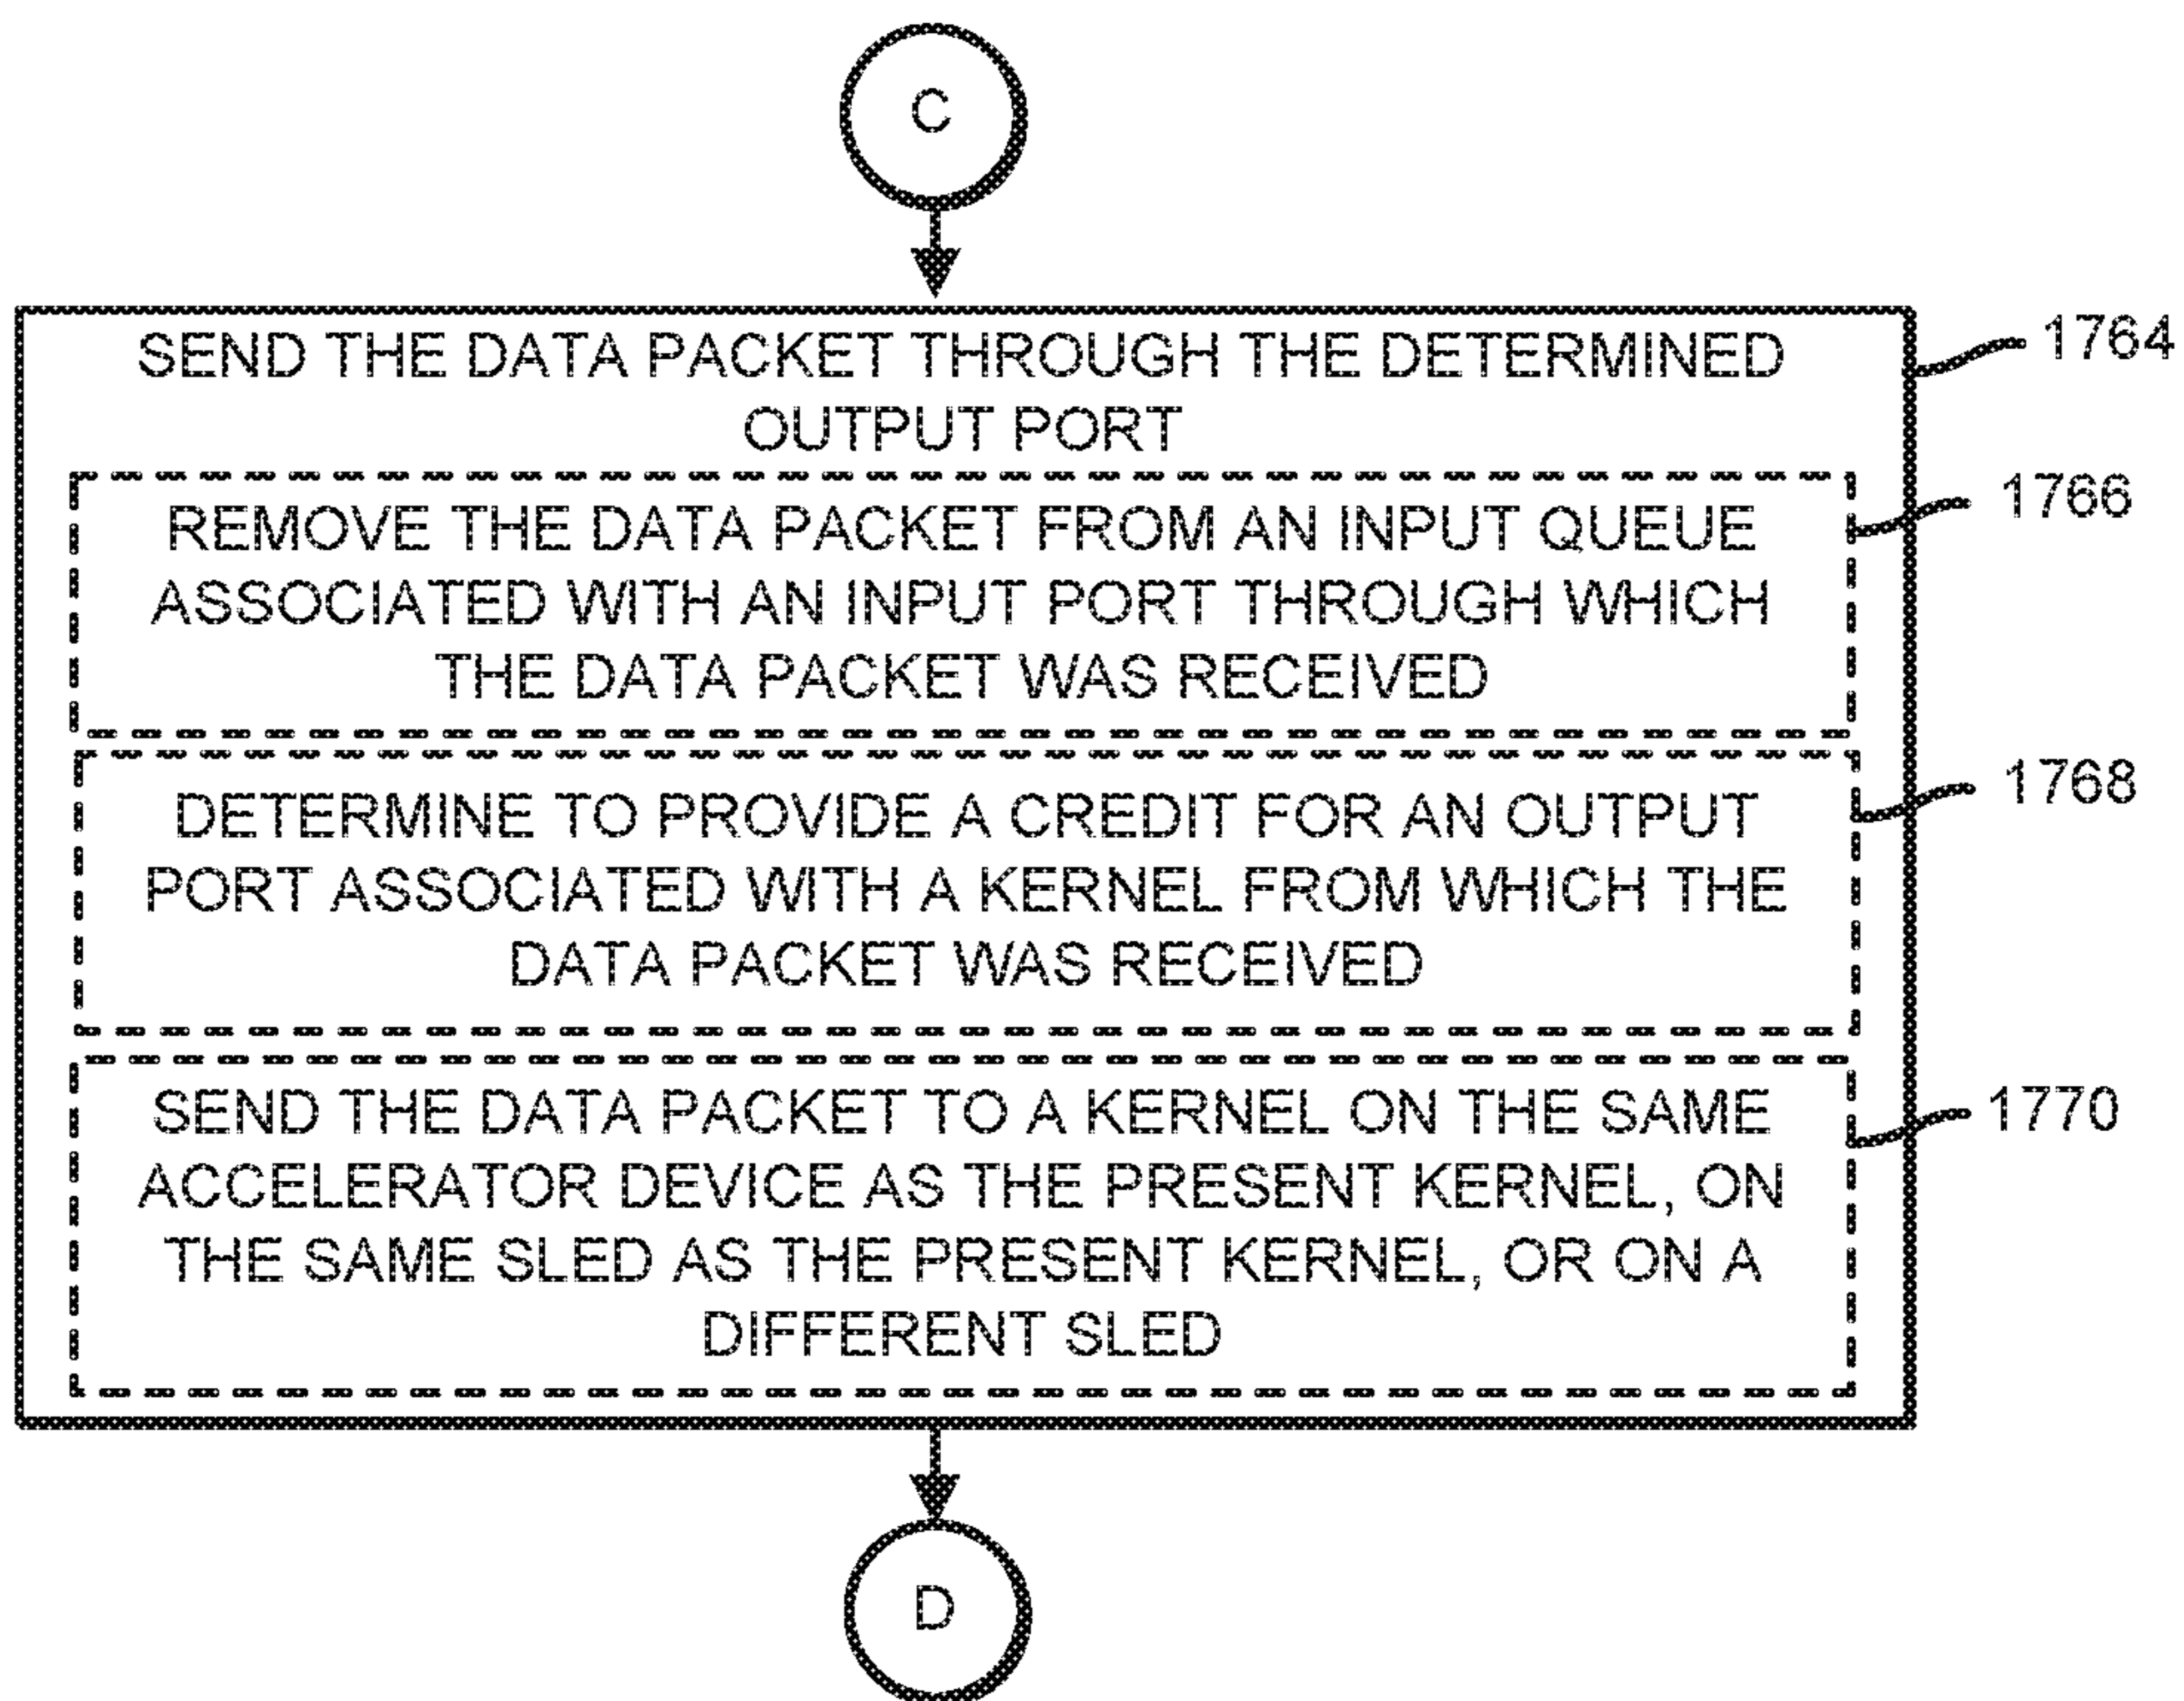 C
SEND THE DATA PACKET THROUGH THE DETERMINED
OUTPUT PORT
1764
REMOVE THE DATA PACKET FROM AN INPUT QUEUE
ASSOCIATED WITH AN INPUT PORT THROUGH WHICH
THE DATA PACKET WAS RECEIVED
1766
DETERMINE TO PROVIDE A CREDIT FOR AN OUTPUT
PORT ASSOCIATED WITH A KERNEL FROM WHICH THE
DATA PACKET WAS RECEIVED
1768
SEND THE DATA PACKET TO A KERNEL ON THE SAME
ACCELERATOR DEVICE AS THE PRESENT KERNEL, ON
THE SAME SLED AS THE PRESENT KERNEL, OR ON A
DIFFERENT SLED
1770
D